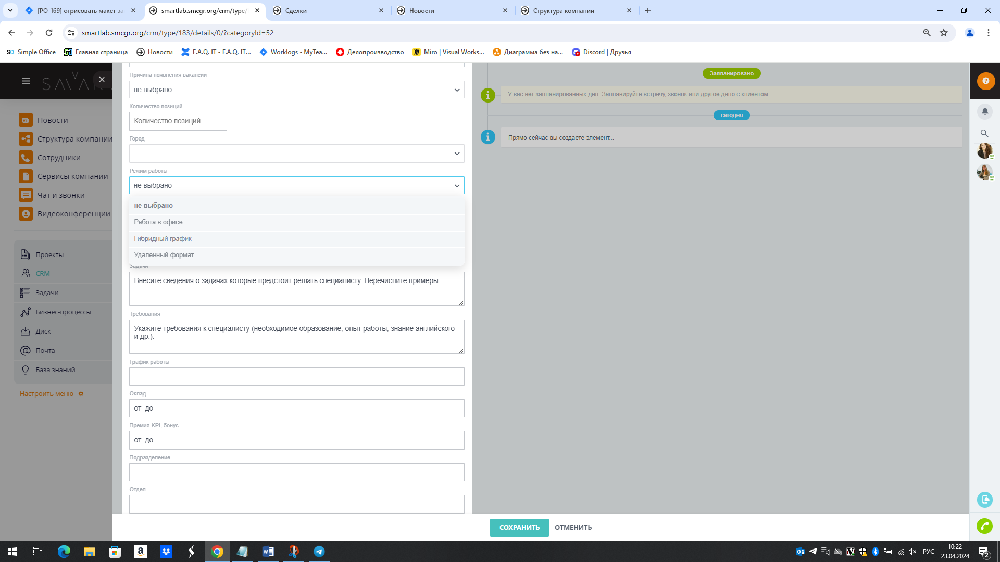 [PO-169] отрисовать макет за
smartlab.smcgr.org/crm/type/
Сделки
Новости
Структура компании
smartlab.smcgr.org/crm/type/183/details/0/?categoryId=52
SO Simple Office
Главная страница
Новости
F.A.Q. IT - F.A.Q. IT...
Worklogs - MyTea...
Делопроизводство
Miro | Visual Works...
Диаграмма без на...
Discord | Друзья
Новости
Структура компании
Сотрудники
Сервисы компании
Чат и звонки
Видеоконференции
Проекты
CRM
Задачи
Бизнес-процессы
Диск
Почта
База знаний
Настроить меню
Причина появления вакансии
не выбрано
Количество позиций
Количество позиций
Город
Режим работы
не выбрано
не выбрано
Работа в офисе
Гибридный график
Удаленный формат
Задачи
Внесите сведения о задачах которые предстоит решать специалисту. Перечислите примеры.
Требования
Укажите требования к специалисту (необходимое образование, опыт работы, знание английского
и др.).
График работы
Оклад
от до
Премия KPI, бонус
от до
Подразделение
Отдел
Запланировано
У вас нет запланированных дел. Запланируйте встречу, звонок или другое дело с клиентом.
сегодня
Прямо сейчас вы создаете элемент...
СОХРАНИТЬ
ОТМЕНИТЬ
РУС
10:22
23.04.2024
2